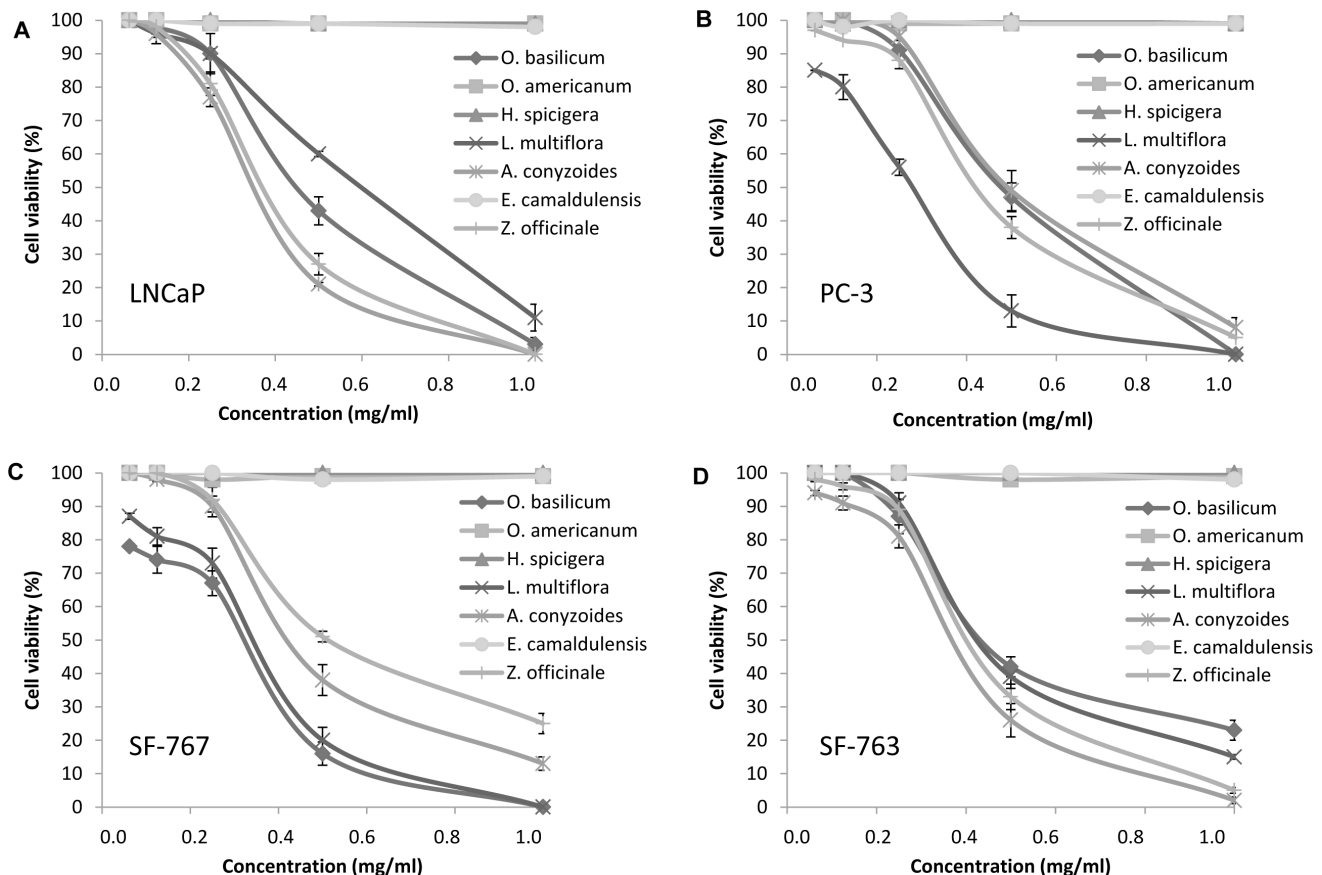 A
Cell viability (%)
100
90
80
70
60
50
40
30
20
10
0
O. basilicum
O. americanum
H. spicigera
L. multiflora
A. conyzoides
E. camaldulensis
Z. officinale
LNCaP
0.0 0.2 0.4 0.6 0.8 1.0
Concentration (mg/ml)
B
Cell viability (%)
100
90
80
70
60
50
40
30
20
10
0
O. basilicum
O. americanum
H. spicigera
L. multiflora
A. conyzoides
E. camaldulensis
Z. officinale
PC-3
0.0 0.2 0.4 0.6 0.8 1.0
Concentration (mg/ml)
C
Cell viability (%)
100
90
80
70
60
50
40
30
20
10
0
O. basilicum
O. americanum
H. spicigera
L. multiflora
A. conyzoides
E. camaldulensis
Z. officinale
SF-767
0.0 0.2 0.4 0.6 0.8 1.0
Concentration (mg/ml)
D
Cell viability (%)
100
90
80
70
60
50
40
30
20
10
0
O. basilicum
O. americanum
H. spicigera
L. multiflora
A. conyzoides
E. camaldulensis
Z. officinale
SF-763
0.0 0.2 0.4 0.6 0.8 1.0
Concentration (mg/ml)